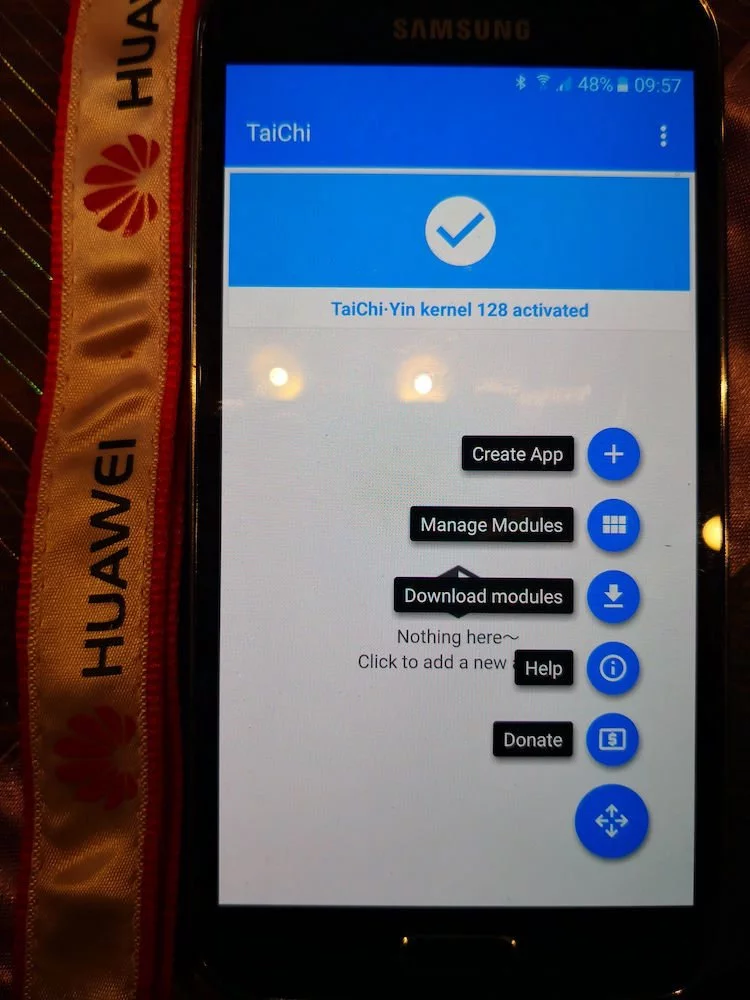 SAMSUNG
48% 09:57
TaiChi
TaiChi·Yin kernel 128 activated
Create App
Manage Modules
Download modules
Nothing here～
Click to add a new
Help
Donate
HUAW
HUAWEI